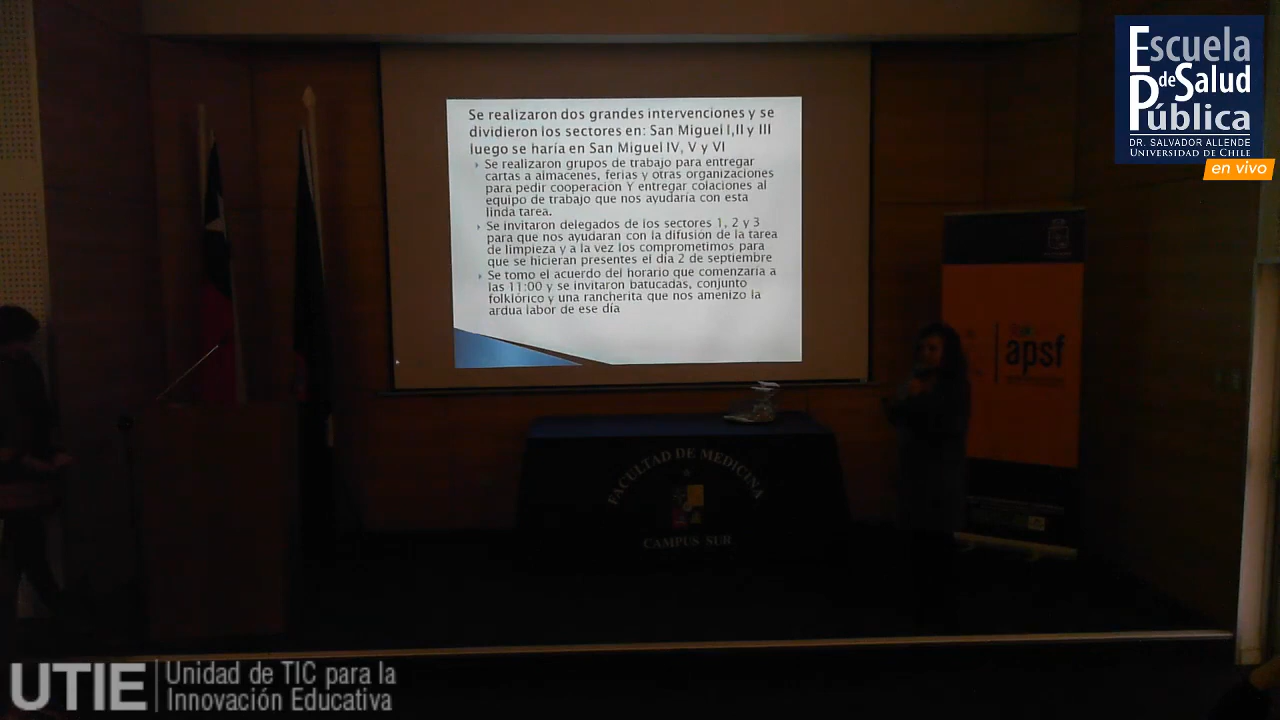 Escuela
de Salud
Pública
DR. SALVADOR ALLENDE
UNIVERSIDAD DE CHILE
en vivo
Se realizaron dos grandes intervenciones y se
dividieron los sectores en: San Miguel I,II y III
luego se haría en San Miguel IV, V y VI
Se realizaron grupos de trabajo para entregar
cartas a almacenes, ferias y otras organizaciones
para pedir cooperación Y entregar colaciones al
equipo de trabajo que nos ayudaría con esta
linda tarea.
Se invitaron delegados de los sectores 1, 2 y 3
para que nos ayudaran con la difusión de la tarea
de limpieza y a la vez los comprometimos para
que se hicieran presentes el día 2 de septiembre
Se tomo el acuerdo del horario que comenzaría a
las 11:00 y se invitaron batucadas, conjunto
folklórico y una rancherita que nos amenizo la
ardua labor de ese día
apsf
FACULTAD DE MEDICINA
CAMPUS SUR
UTIE
Unidad de TIC para la
Innovación Educativa